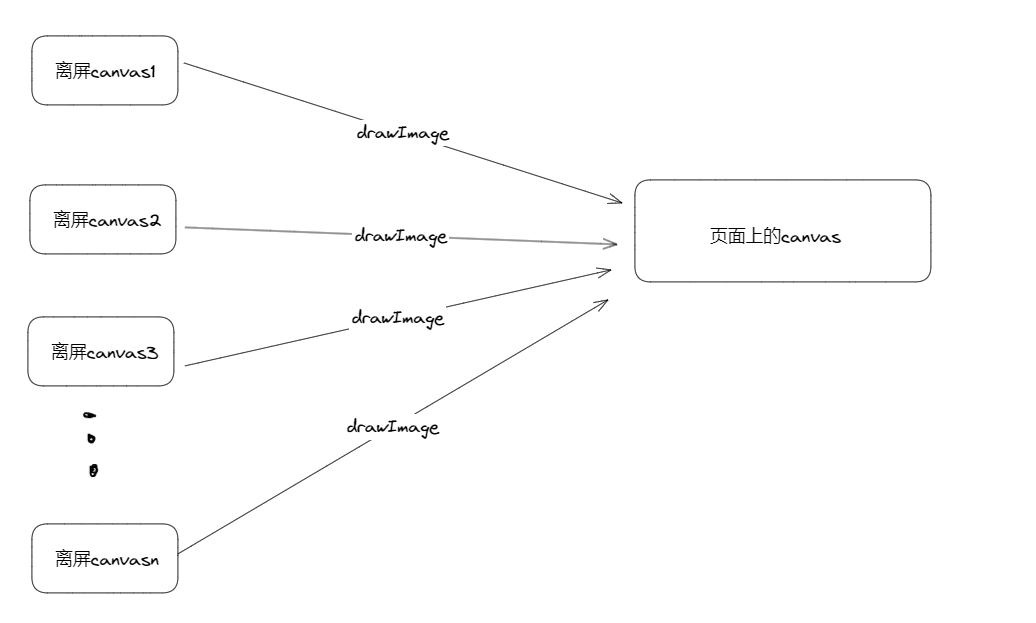 离屏canvas1
drawImage
离屏canvas2
drawImage
页面上的canvas
离屏canvas3
drawImage
drawImage
离屏canvasn